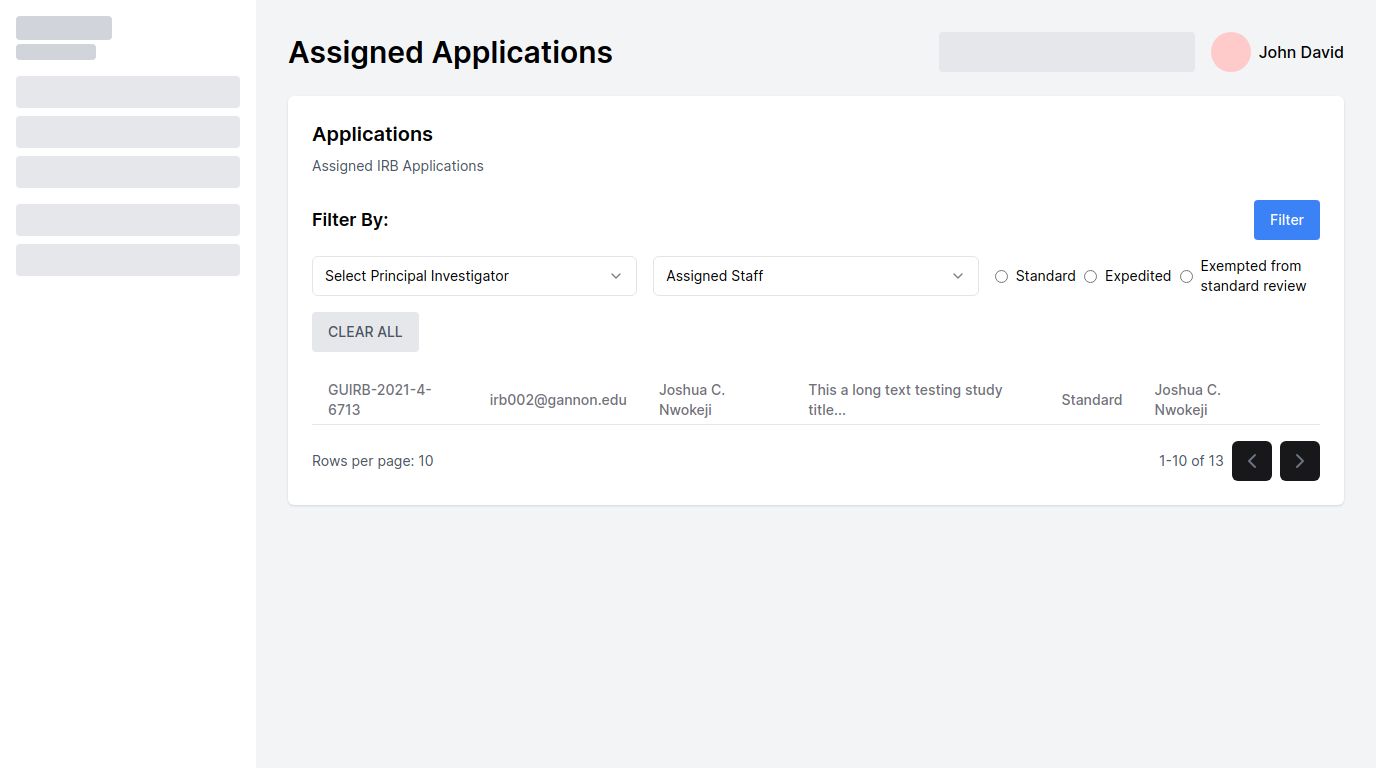 Assigned Applications
John David
Applications
Assigned IRB Applications
Filter By:
Filter
Select Principal Investigator
Assigned Staff
Standard
Expedited
Exempted from
standard review
CLEAR ALL
GUIRB-2021-4-
6713
irb002@gannon.edu
Joshua C.
Nwokeji
This a long text testing study
title...
Standard
Joshua C.
Nwokeji
Rows per page: 10
1-10 of 13